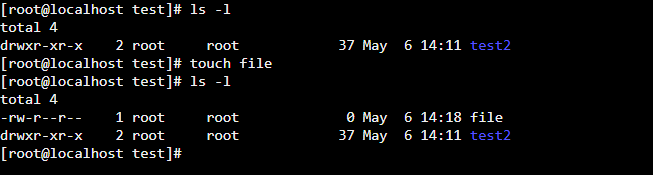 [root@localhost test]# ls -l
total 4
drwxr-xr-x    2 root     root            37 May  6 14:11 test2
[root@localhost test]# touch file
[root@localhost test]# ls -l
total 4
-rw-r--r--    1 root     root             0 May  6 14:18 file
drwxr-xr-x    2 root     root            37 May  6 14:11 test2
[root@localhost test]#